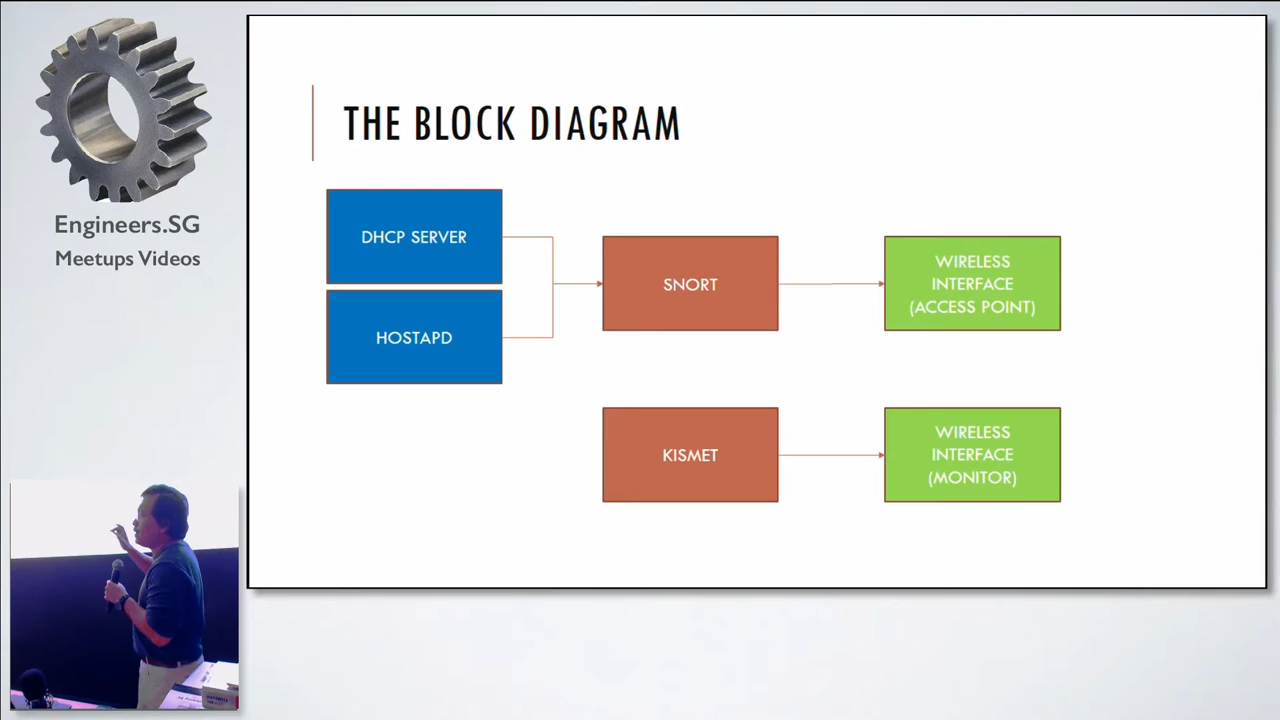 Engineers.SG
Meetups Videos
THE BLOCK DIAGRAM
DHCP SERVER
HOSTAPD
SNORT
WIRELESS
INTERFACE
(ACCESS POINT)
KISMET
WIRELESS
INTERFACE
(MONITOR)